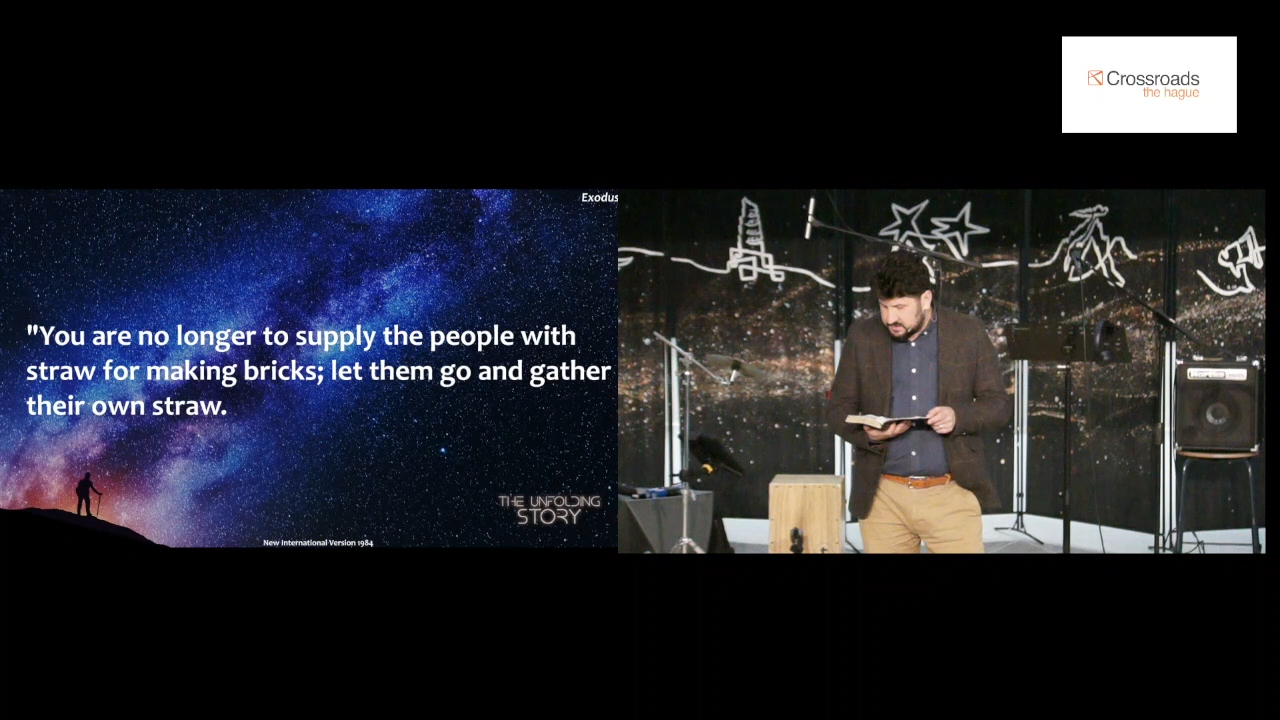 Crossroads
the hague
Exodus
"You are no longer to supply the people with
straw for making bricks; let them go and gather
their own straw.
THE UNFOLDING
STORY
New International Version 1984